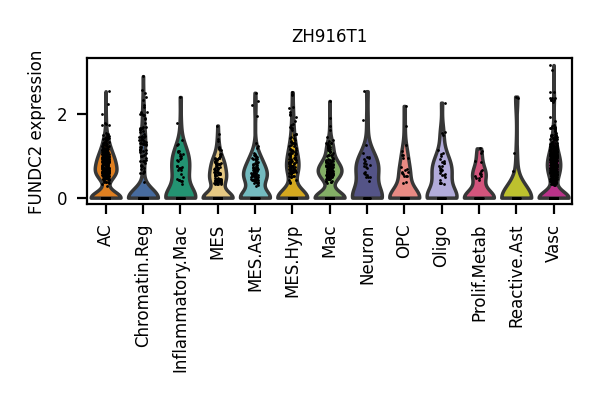 ZH916T1
FUNDC2 expression
2
0
AC
Chromatin.Reg
Inflammatory.Mac
MES
MES.Ast
MES.Hyp
Mac
Neuron
OPC
Oligo
Prolif.Metab
Reactive.Ast
Vasc